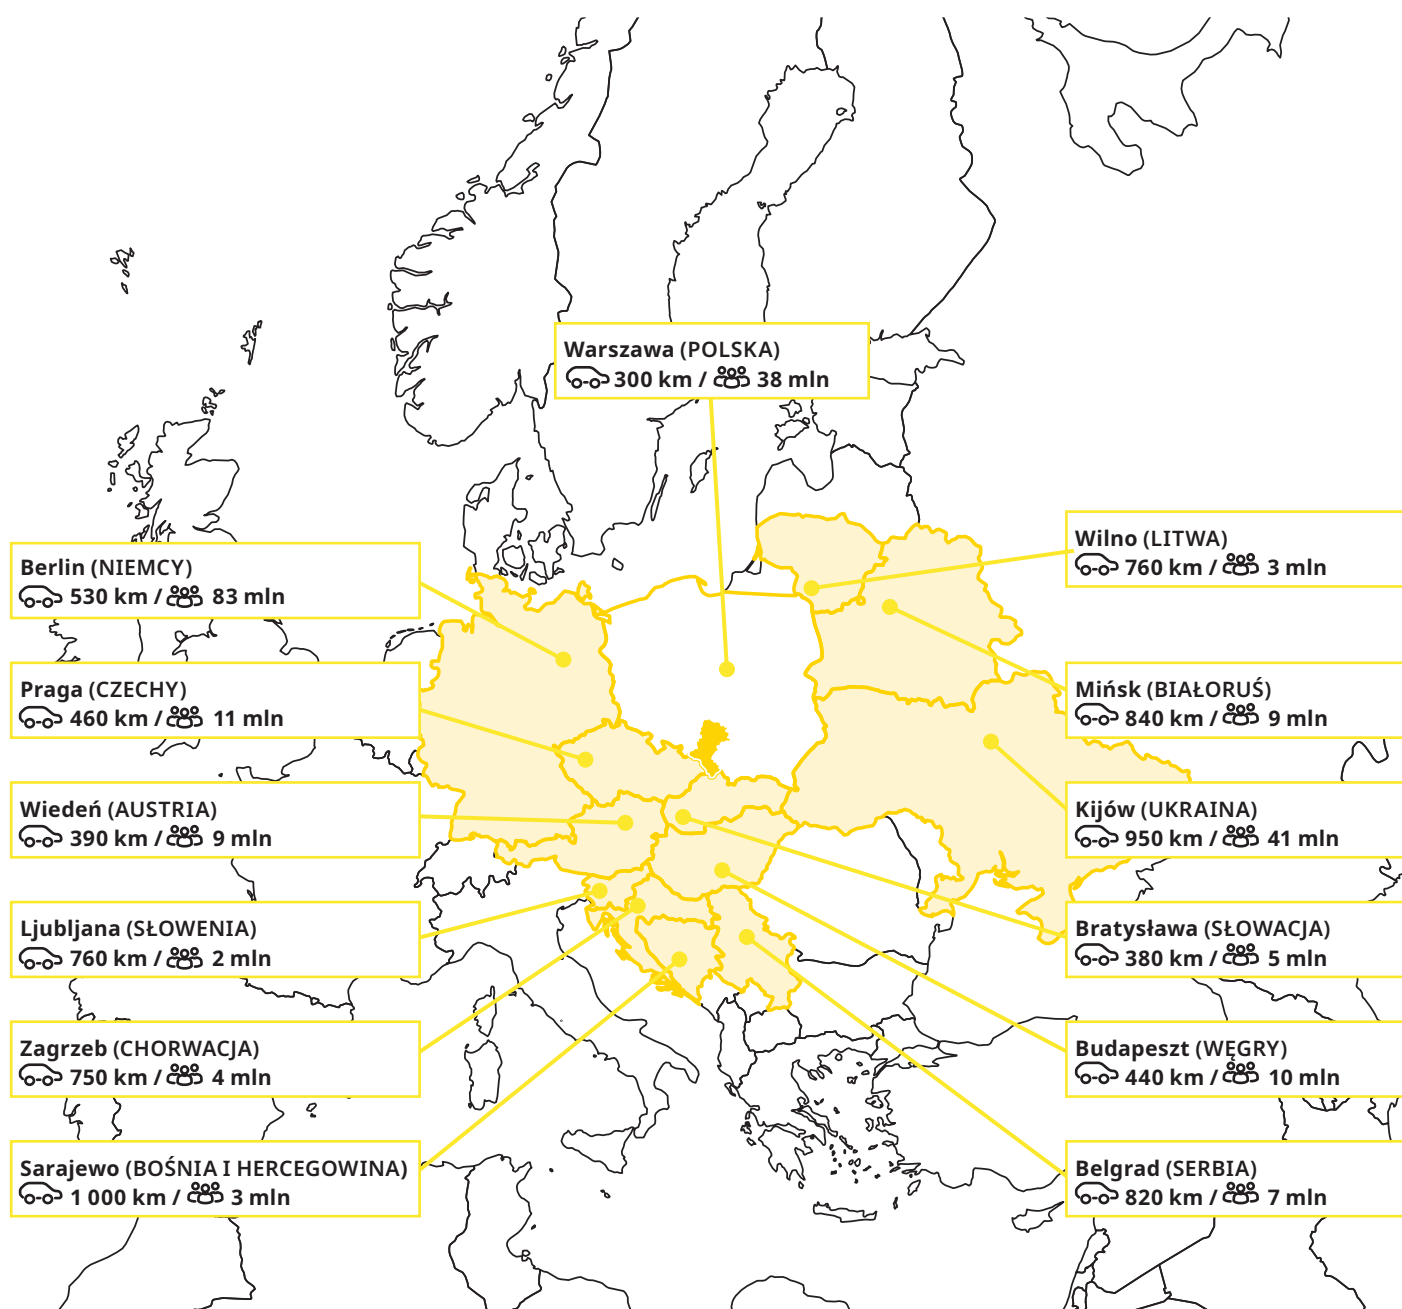 Warszawa (POLSKA)
300 km / 38 mln
Berlin (NIEMCY)
530 km / 83 mln
Praga (CZECHY)
460 km / 11 mln
Wiedeń (AUSTRIA)
390 km / 9 mln
Ljubljana (SŁOWENIA)
760 km / 2 mln
Zagrzeb (CHORWACJA)
750 km / 4 mln
Sarajewo (BOŚNIA I HERCEGOWINA)
1 000 km / 3 mln
Wilno (LITWA)
760 km / 3 mln
Mińsk (BIAŁORUŚ)
840 km / 9 mln
Kijów (UKRAINA)
950 km / 41 mln
Bratysława (SŁOWACJA)
380 km / 5 mln
Budapeszt (WĘGRY)
440 km / 10 mln
Belgrad (SERBIA)
820 km / 7 mln